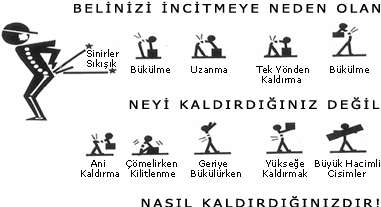 BELİNİZİ İNCİTMEYE NEDEN OLAN
Sinirler
Sıkışık
Bükülme
Uzanma
Tek Yönden
Kaldırma
Bükülme
NEYİ KALDIRDIĞINIZ DEĞİL
Ani
Kaldırma
Çömelirken
Kilitlenme
Geriye
Bükülürken
Yükseğe
Kaldırmak
Büyük Hacimli
Cisimler
NASIL KALDIRDIĞINIZDIR!